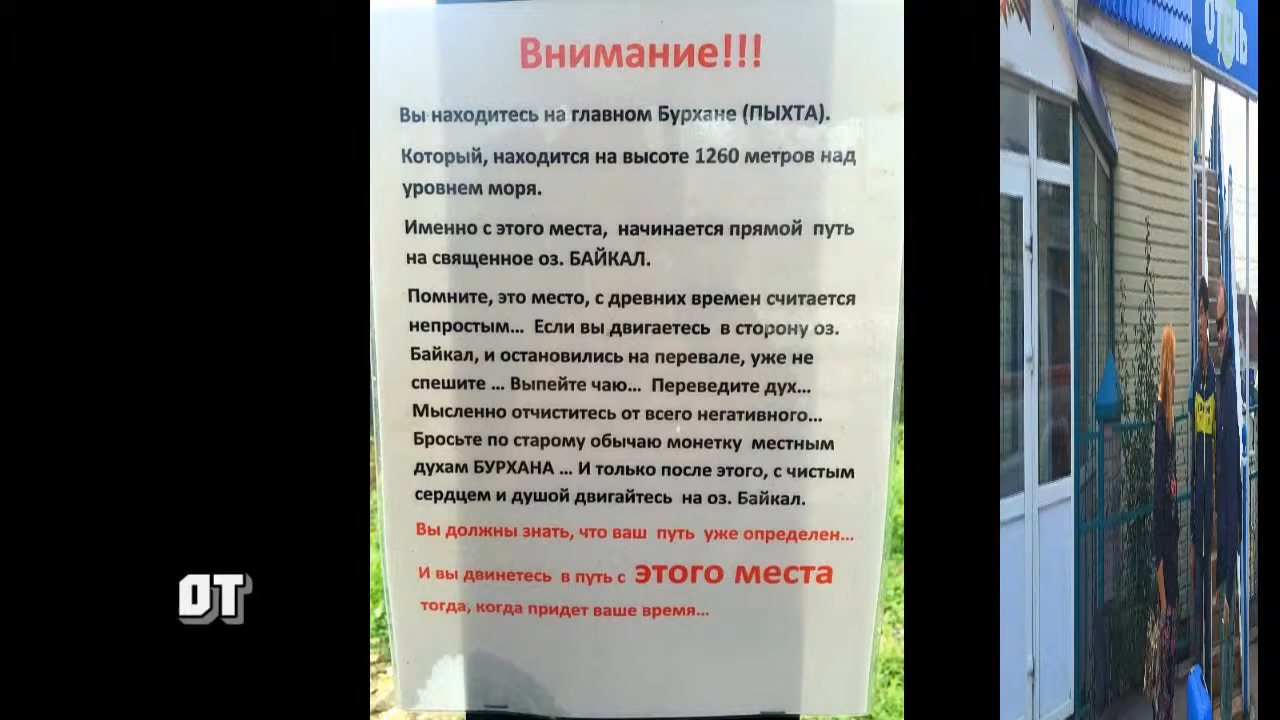 Внимание!!!
Вы находитесь на главном Бурхане (ПЫХТА).
Который, находится на высоте 1260 метров над
уровнем моря.
Именно с этого места, начинается прямой путь
на священное оз. БАЙКАЛ.
Помните, это место, с древних времен считается
непростым... Если вы двигаетесь в сторону оз.
Байкал, и остановились на перевале, уже не
спешите ... Выпейте чаю... Переведите дух...
Мысленно отчиститесь от всего негативного...
Бросьте по старому обычаю монетку местным
духам БУРХАНА ... И только после этого, с чистым
сердцем и душой двигайтесь на оз. Байкал.
Вы должны знать, что ваш путь уже определен...
И вы двинетесь в путь с этого места
тогда, когда придет ваше время...
ОТ
отель